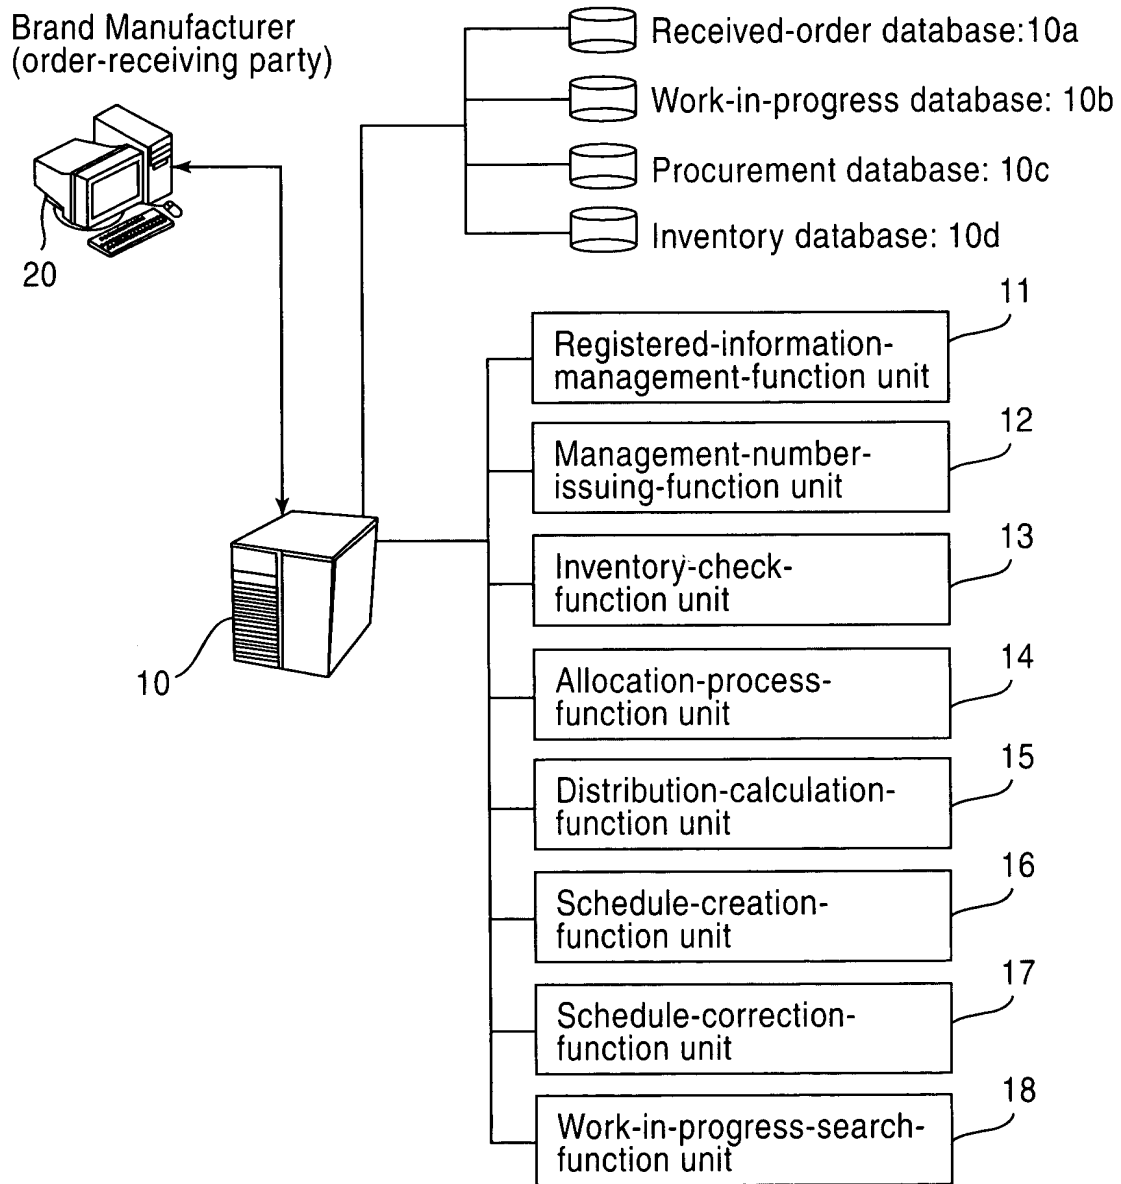 Brand Manufacturer
(order-receiving party)
20
10
Received-order database:10a
Work-in-progress database: 10b
Procurement database: 10c
Inventory database: 10d
11
Registered-information-
management-function unit
12
Management-number-
issuing-function unit
13
Inventory-check-
function unit
14
Allocation-process-
function unit
15
Distribution-calculation-
function unit
16
Schedule-creation-
function unit
17
Schedule-correction-
function unit
18
Work-in-progress-search-
function unit